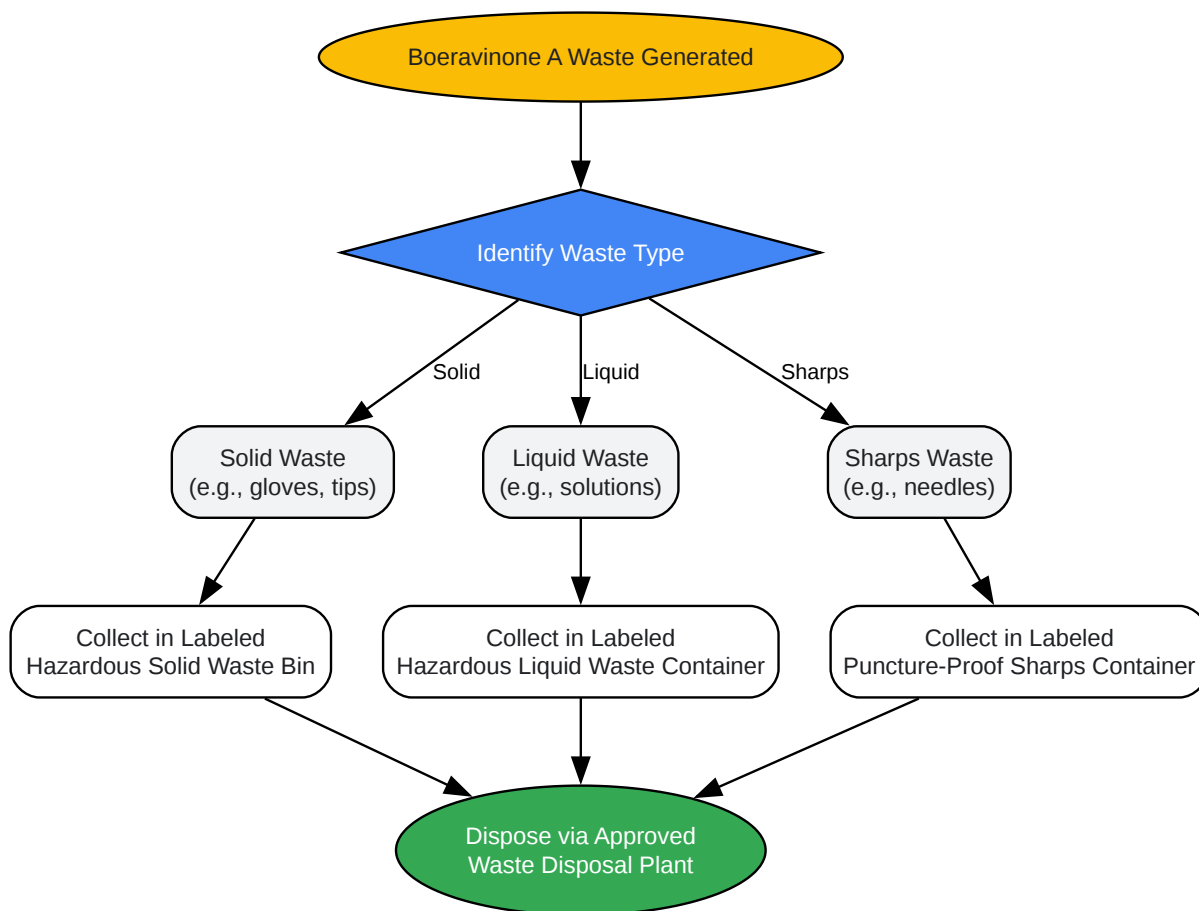 Boeravinone A Waste Generated
Identify Waste Type
Solid
Liquid
Sharps
Solid Waste
(e.g., gloves, tips)
Liquid Waste
(e.g., solutions)
Sharps Waste
(e.g., needles)
Collect in Labeled
Hazardous Solid Waste Bin
Collect in Labeled
Hazardous Liquid Waste Container
Collect in Labeled
Puncture-Proof Sharps Container
Dispose via Approved
Waste Disposal Plant